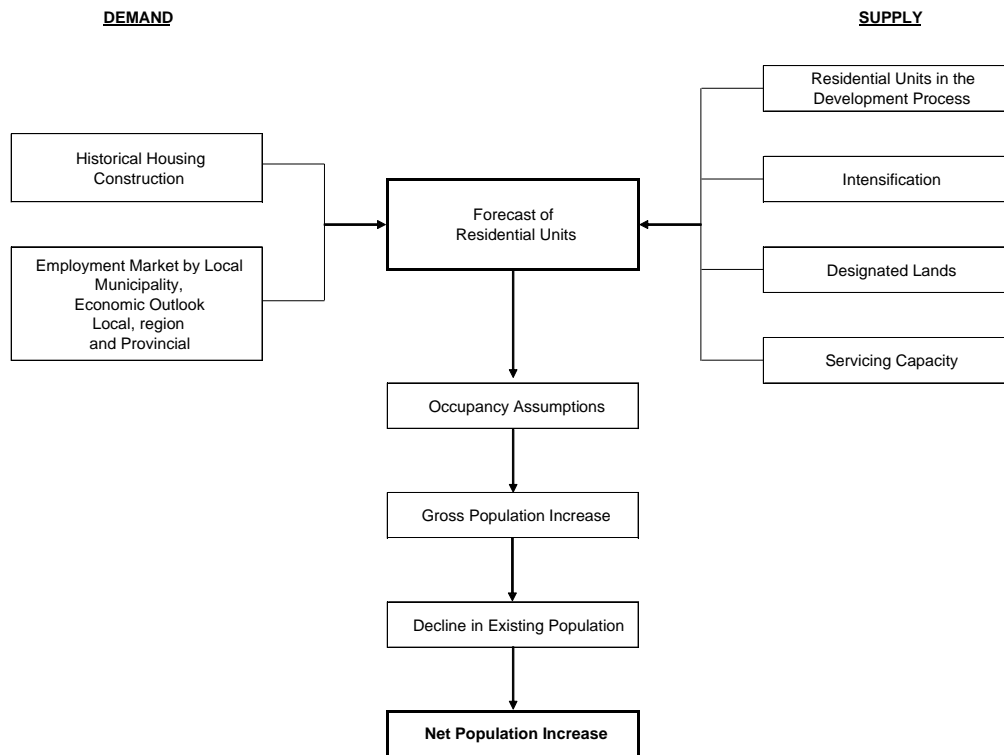 DEMAND
SUPPLY
Residential Units in the
Development Process
Historical Housing
Construction
Intensification
Forecast of
Residential Units
Employment Market by Local
Municipality,
Economic Outlook
Local, region
and Provincial
Designated Lands
Servicing Capacity
Occupancy Assumptions
Gross Population Increase
Decline in Existing Population
Net Population Increase